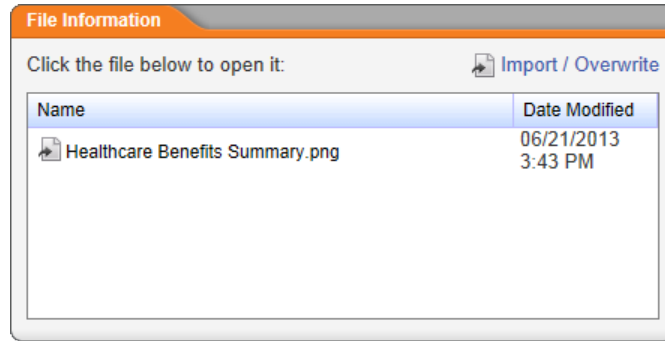 File Information
Click the file below to open it:
Import / Overwrite
Name
Date Modified
Healthcare Benefits Summary.png
06/21/2013
3:43 PM